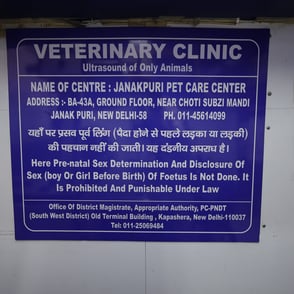 VETERINARY CLINIC
Ultrasound of Only Animals
NAME OF CENTRE : JANAKPURI PET CARE CENTER
ADDRESS :- BA-43A, GROUND FLOOR, NEAR CHOTI SUBZI MANDI
JANAK PURI, NEW DELHI-58 PH. 011-45614099
यहाँ पर प्रसव पूर्व लिंग (पैदा होने से पहले लड़का या लड़की)
की पहचान नहीं की जाती। यह दंडनीय अपराध है।
Here Pre-natal Sex Determination And Disclosure Of
Sex (boy Or Girl Before Birth) Of Foetus Is Not Done. It
Is Prohibited And Punishable Under Law
Office Of District Magistrate, Appropriate Authority, PC-PNDT
(South West District) Old Terminal Building , Kapashera, New Delhi-110037
Tel: 011-25069484